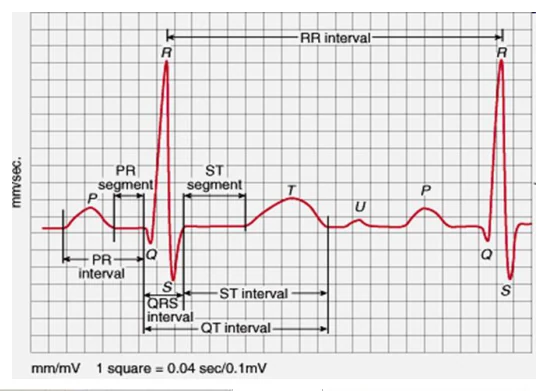 RR interval
R
R
mm/sec.
PR
segment
ST
segment
P
T
U
P
PR
interval
Q
S
QRS
interval
ST interval
QT interval
Q
S
mm/mV 1 square = 0.04 sec/0.1mV